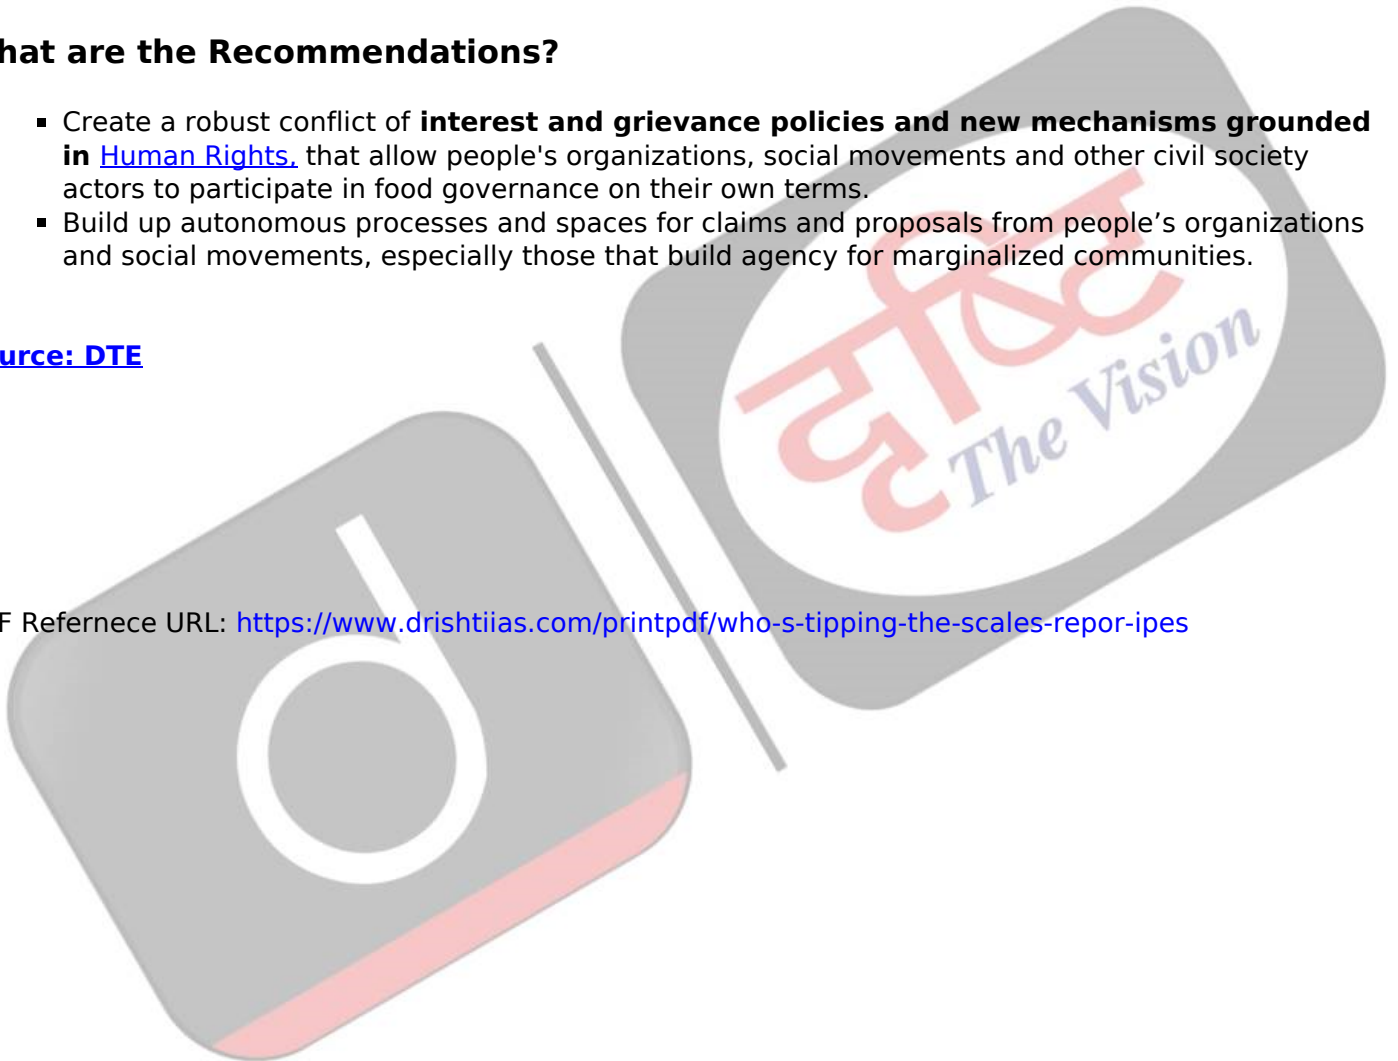 hat are the Recommendations?
▪ Create a robust conflict of interest and grievance policies and new mechanisms grounded
in Human Rights, that allow people's organizations, social movements and other civil society
actors to participate in food governance on their own terms.
▪ Build up autonomous processes and spaces for claims and proposals from people’s organizations
and social movements, especially those that build agency for marginalized communities.
urce: DTE
दृष्टि
The Vision
d
F Refernece URL: https://www.drishtiias.com/printpdf/who-s-tipping-the-scales-repor-ipes